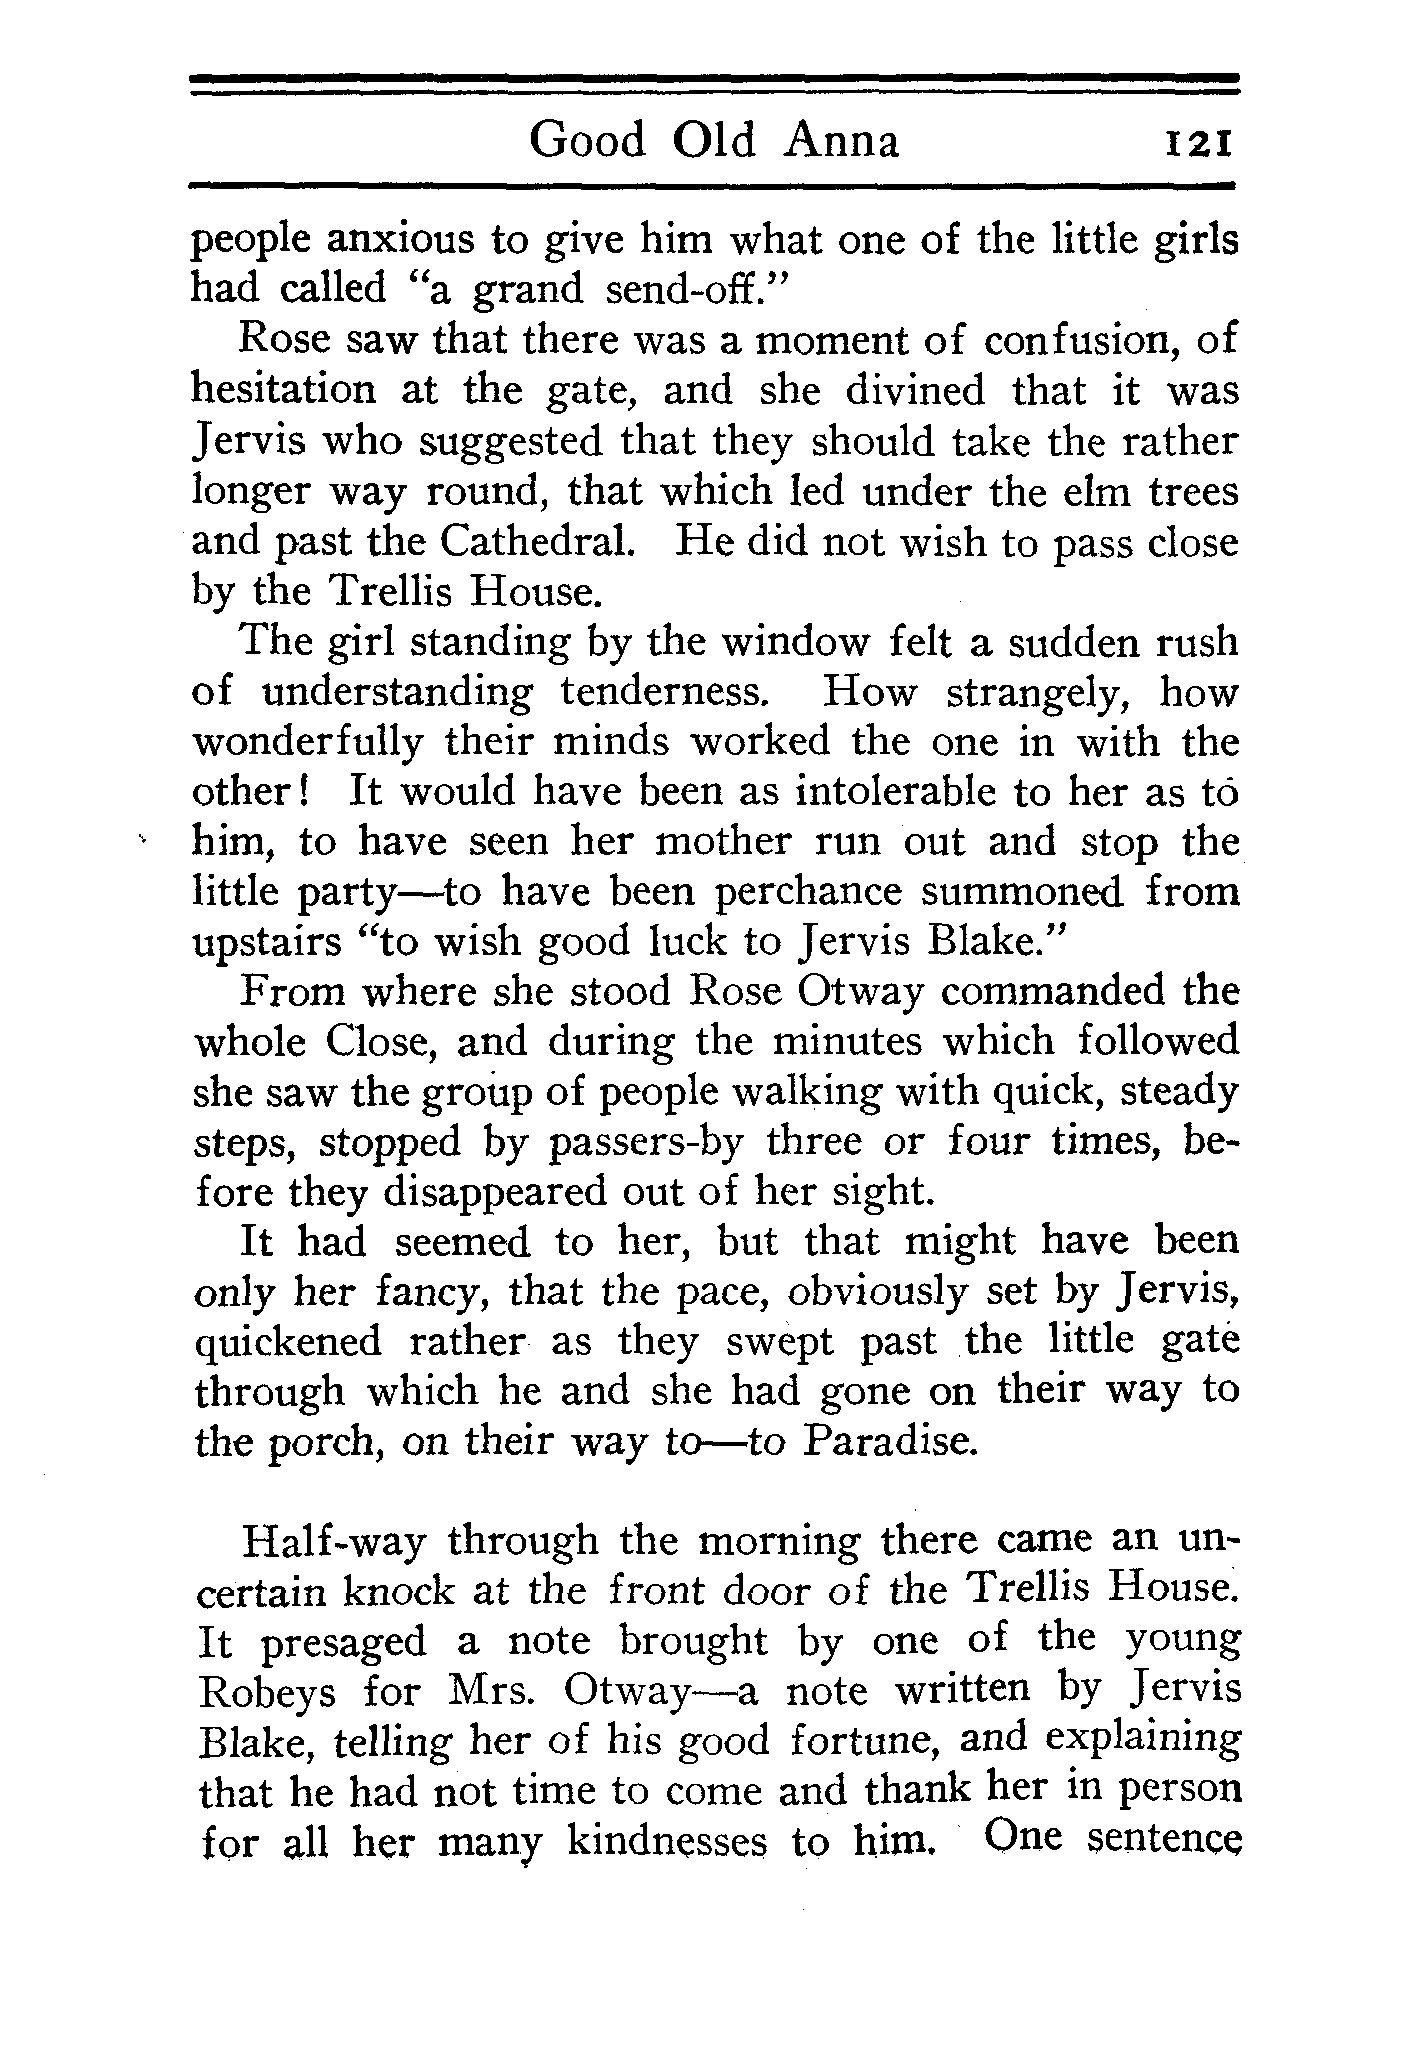 Good Old Anna 121
people anxious to give him what one of the little girls
had called "a grand send-off."
Rose saw that there was a moment of confusion, of
hesitation at the gate, and she divined that it was
Jervis who suggested that they should take the rather
longer way round, that which led under the elm trees
and past the Cathedral. He did not wish to pass close
by the Trellis House.
The girl standing by the window felt a sudden rush
of understanding tenderness. How strangely, how
wonderfully their minds worked the one in with the
other! It would have been as intolerable to her as to
him, to have seen her mother run out and stop the
little party—to have been perchance summoned from
upstairs "to wish good luck to Jervis Blake."
From where she stood Rose Otway commanded the
whole Close, and during the minutes which followed
she saw the group of people walking with quick, steady
steps, stopped by passers-by three or four times, be-
fore they disappeared out of her sight.
It had seemed to her, but that might have been
only her fancy, that the pace, obviously set by Jervis,
quickened rather as they swept past the little gate
through which he and she had gone on their way to
the porch, on their way to—to Paradise.
Half-way through the morning there came an un-
certain knock at the front door of the Trellis House.
It presaged a note brought by one of the young
Robeys for Mrs. Otway—a note written by Jervis
Blake, telling her of his good fortune, and explaining
that he had not time to come and thank her in person
for all her many kindnesses to him. One sentence